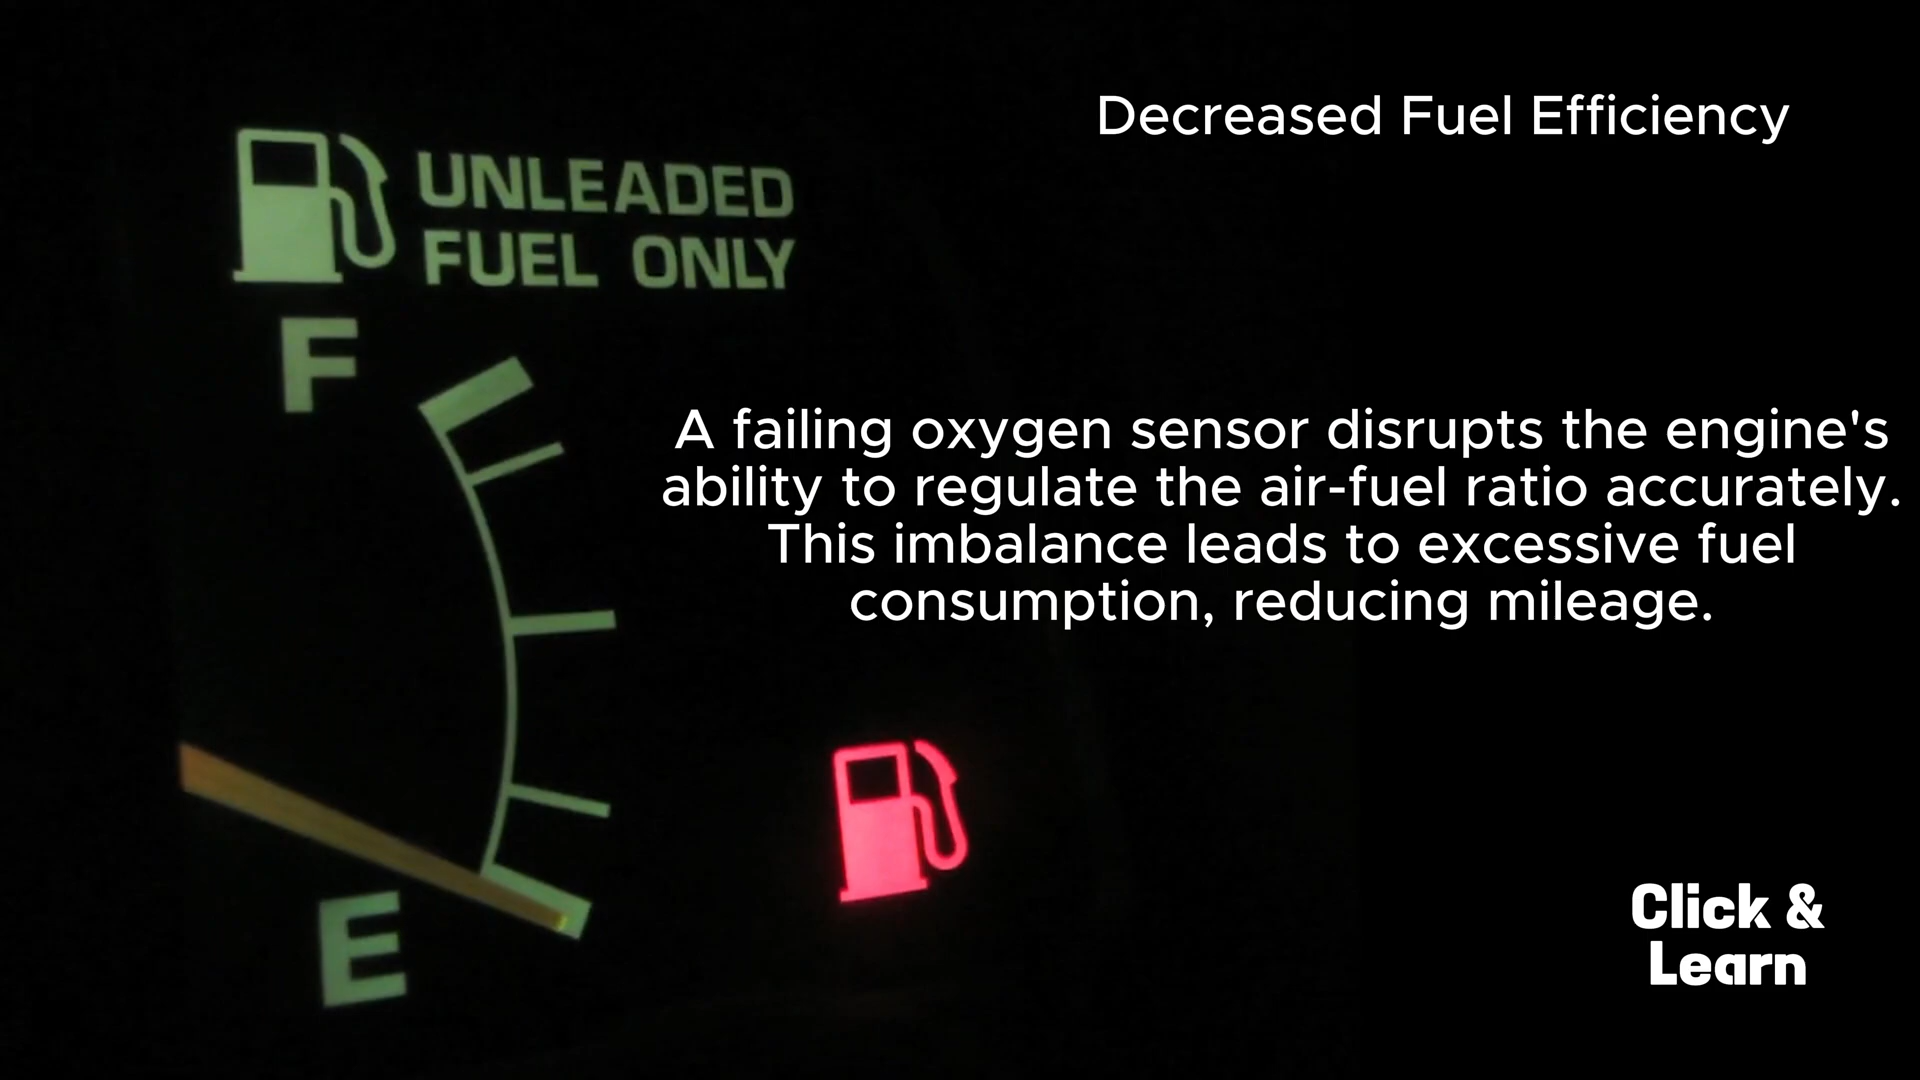 Decreased Fuel Efficiency
UNLEADED
FUEL ONLY
F
A failing oxygen sensor disrupts the engine's
ability to regulate the air-fuel ratio accurately.
This imbalance leads to excessive fuel
consumption, reducing mileage.
E
Click &
Learn